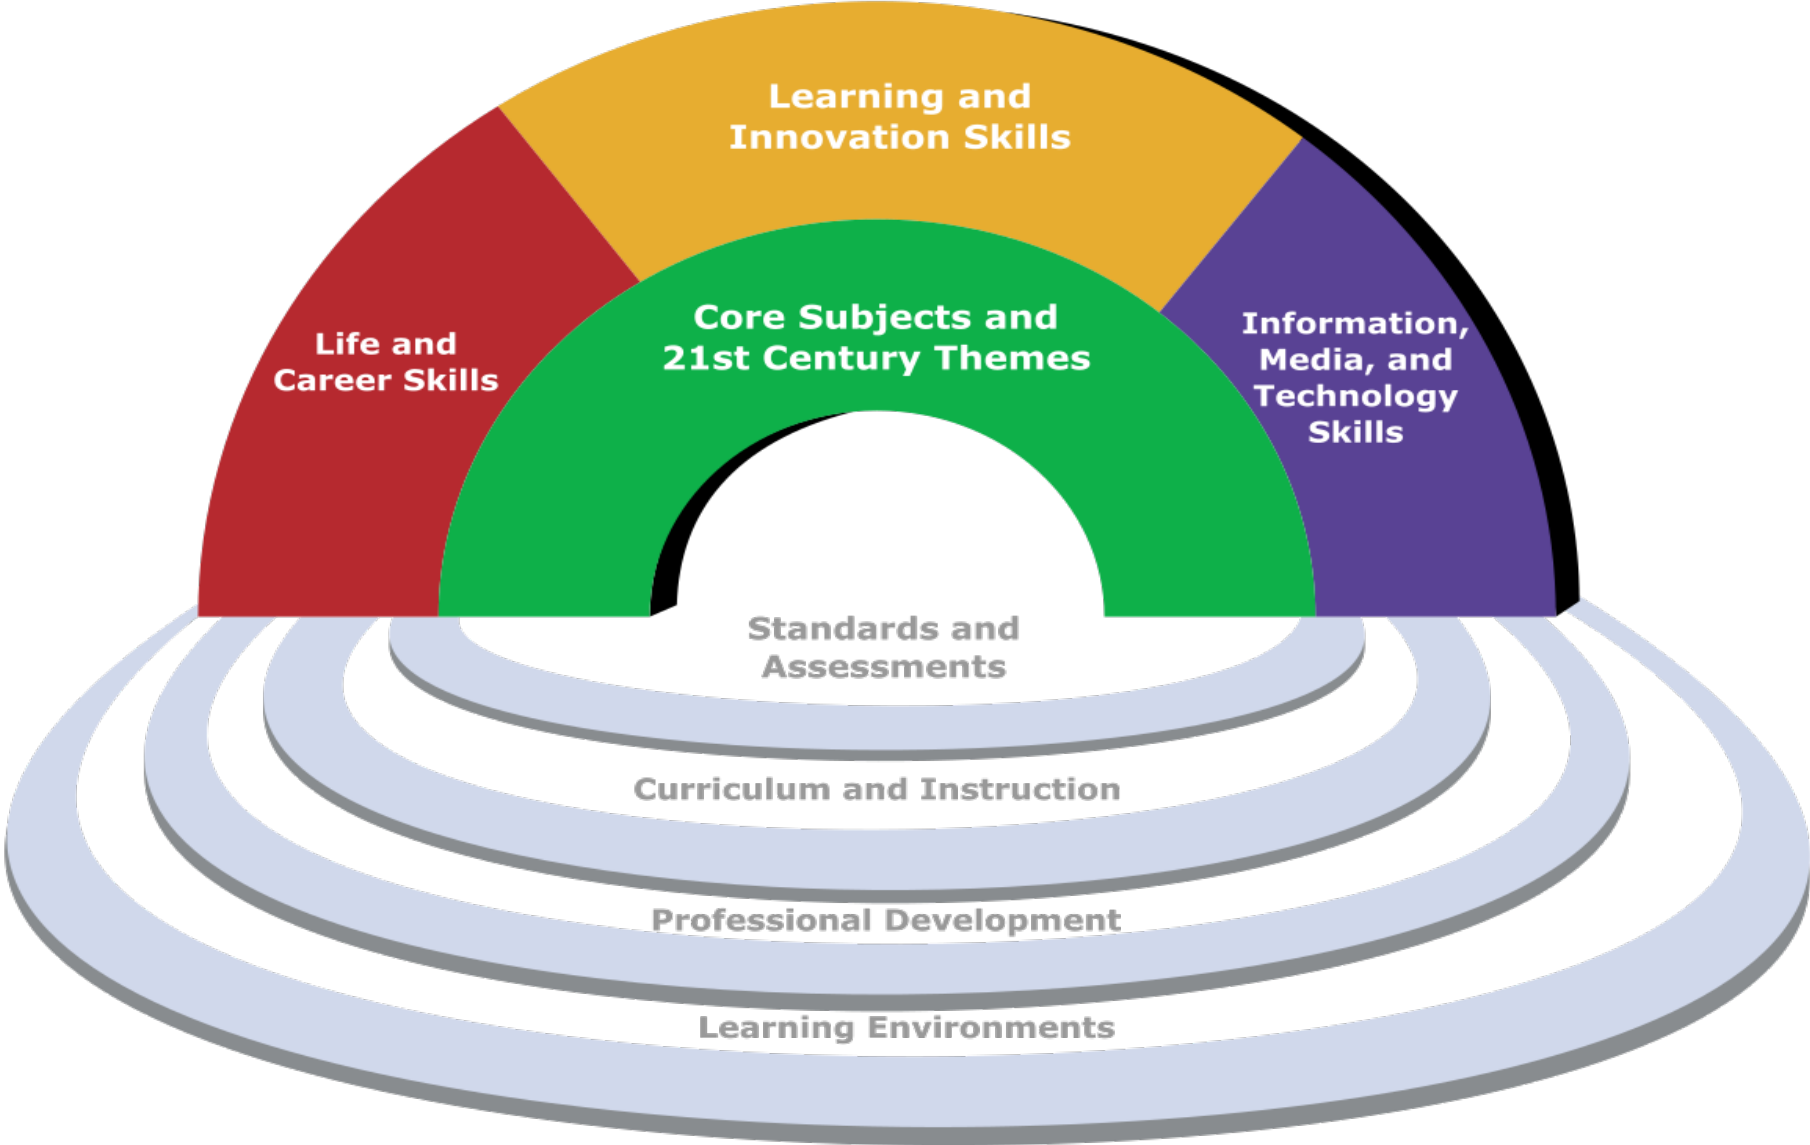 Learning and
Innovation Skills
Life and
Career Skills
Core Subjects and
21st Century Themes
Information,
Media, and
Technology
Skills
Standards and
Assessments
Curriculum and Instruction
Professional Development
Learning Environments